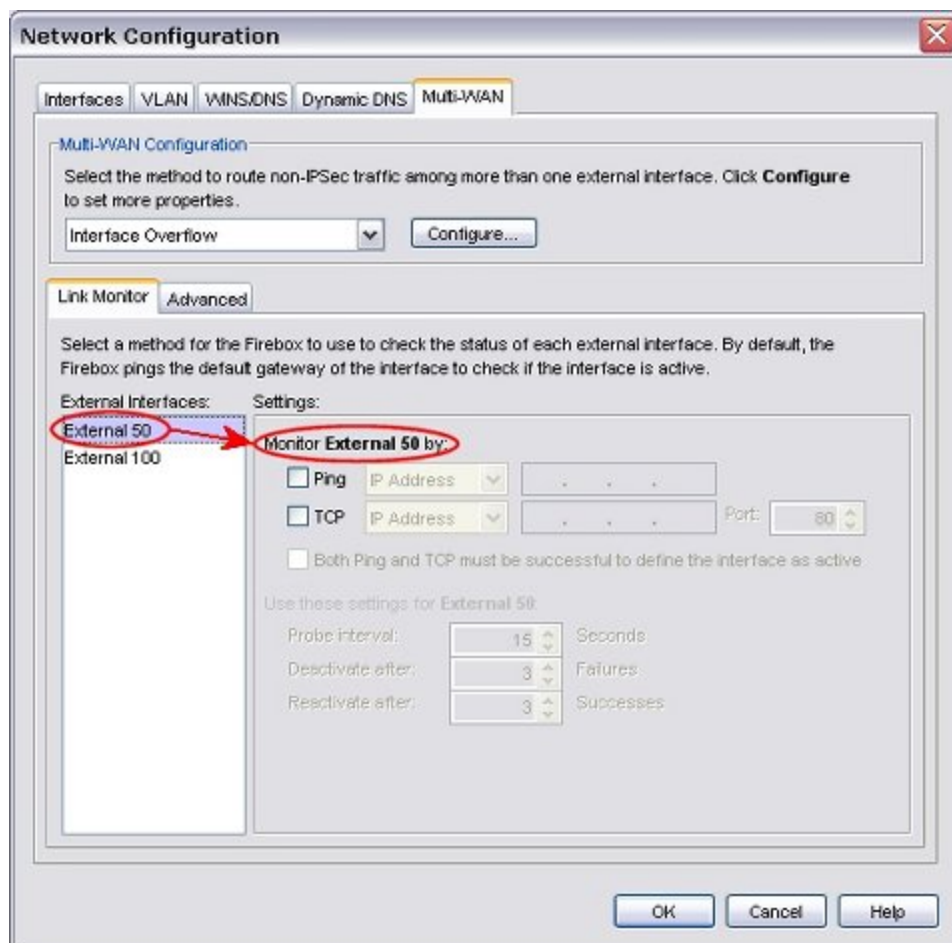 Network Configuration
Interfaces VLAN WINS/DNS Dynamic DNS Multi-WAN
Multi-WAN Configuration
Select the method to route non-IPSec traffic among more than one external interface. Click Configure
to set more properties.
Interface Overflow Configure...
Link Monitor Advanced
Select a method for the Firebox to use to check the status of each external interface. By default, the
Firebox pings the default gateway of the interface to check if the interface is active.
External Interfaces: Settings:
External 50 Monitor External 50 by:
External 100
Ping IP Address . . .
TCP IP Address . . . Port: 80
Both Ping and TCP must be successful to define the interface as active
Use these settings for External 50:
Probe interval: 15 Seconds
Deactivate after: 3 Failures
Reactivate after: 3 Successes
OK Cancel Help